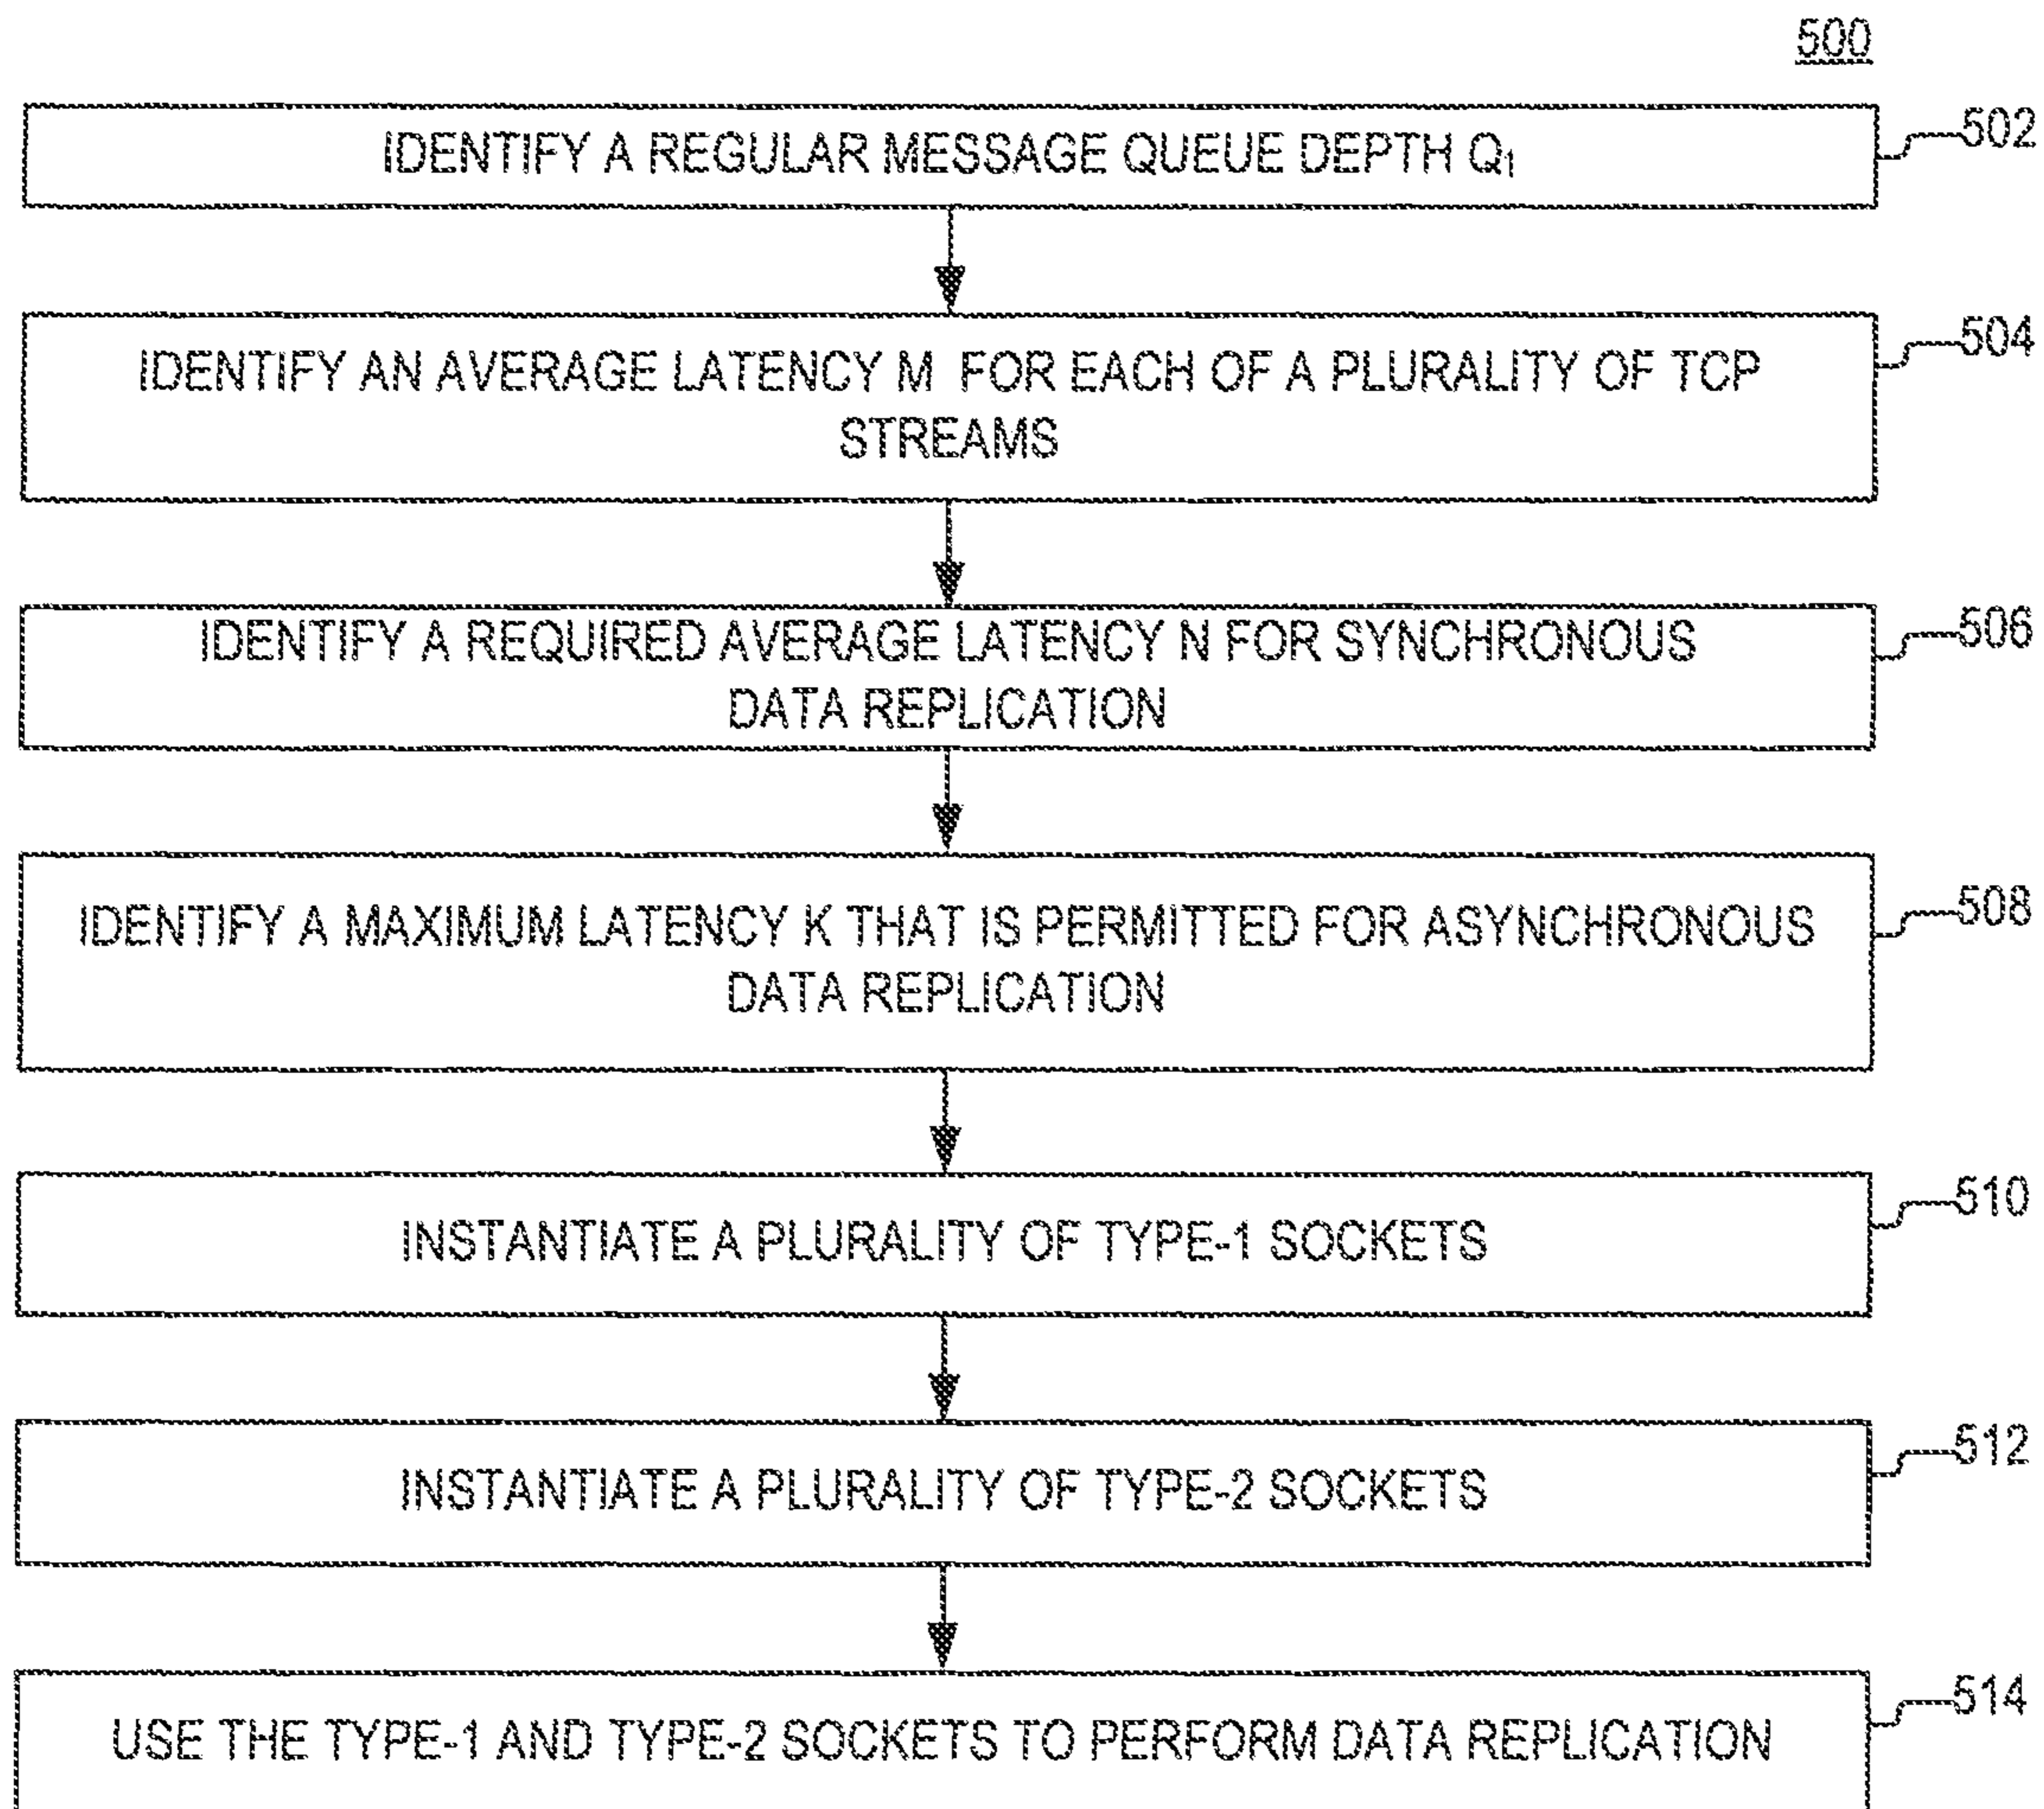 500
IDENTIFY A REGULAR MESSAGE QUEUE DEPTH Q₁
502
IDENTIFY AN AVERAGE LATENCY M FOR EACH OF A PLURALITY OF TCP
STREAMS
504
IDENTIFY A REQUIRED AVERAGE LATENCY N FOR SYNCHRONOUS
DATA REPLICATION
506
IDENTIFY A MAXIMUM LATENCY K THAT IS PERMITTED FOR ASYNCHRONOUS
DATA REPLICATION
508
INSTANTIATE A PLURALITY OF TYPE-1 SOCKETS
510
INSTANTIATE A PLURALITY OF TYPE-2 SOCKETS
512
USE THE TYPE-1 AND TYPE-2 SOCKETS TO PERFORM DATA REPLICATION
514